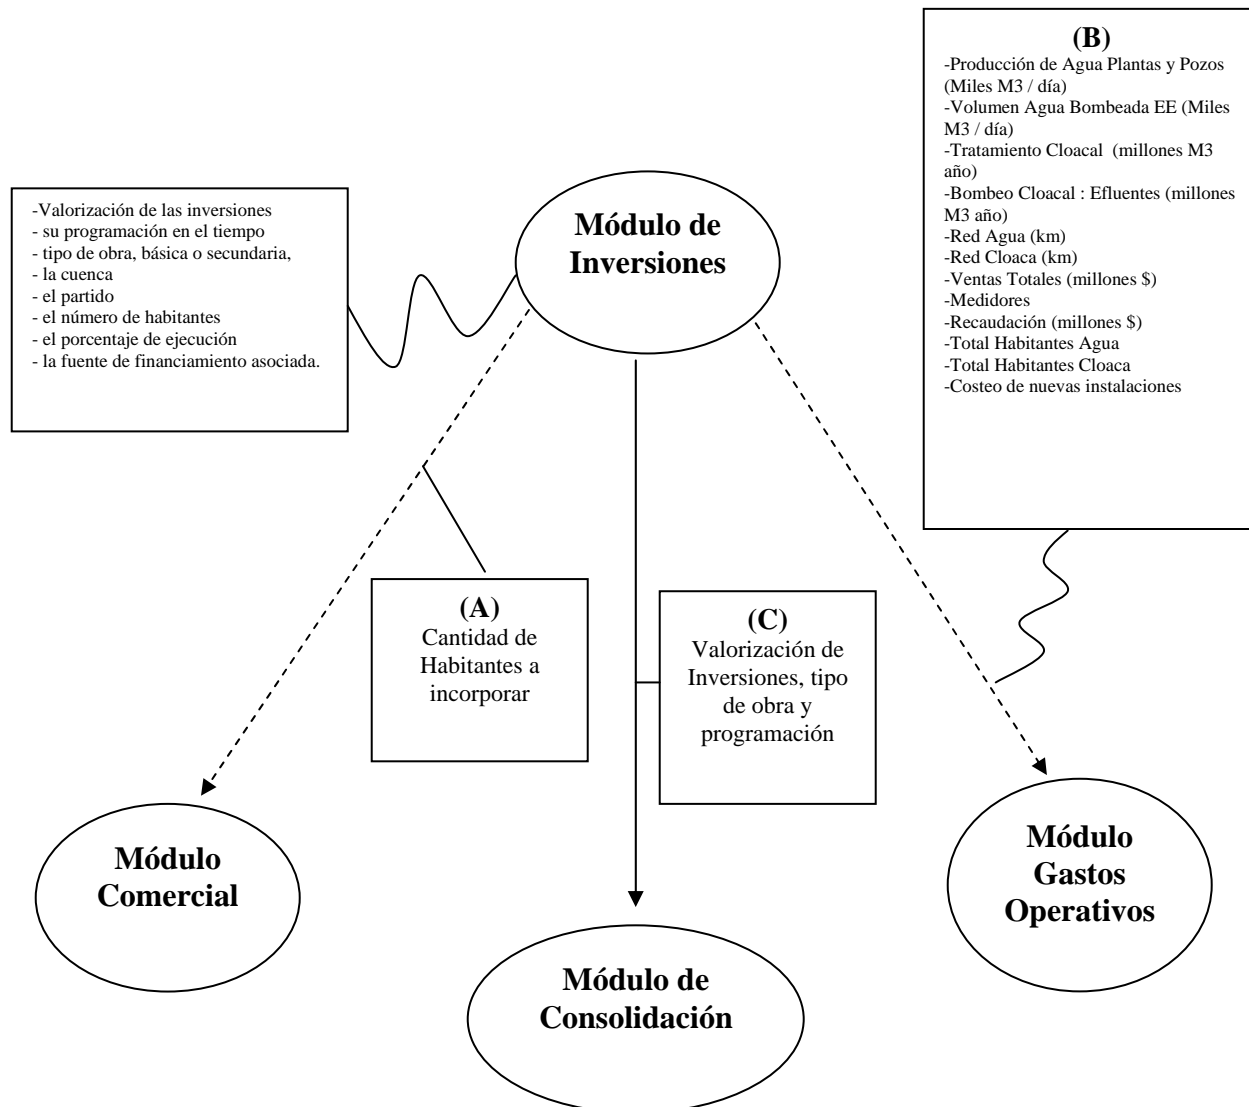 (B)
-Producción de Agua Plantas y Pozos
(Miles M3 / día)
-Volumen Agua Bombeada EE (Miles
M3 / día)
-Tratamiento Cloacal  (millones M3
año)
-Bombeo Cloacal : Efluentes (millones
M3 año)
-Red Agua (km)
-Red Cloaca (km)
-Ventas Totales (millones $)
-Medidores
-Recaudación (millones $)
-Total Habitantes Agua
-Total Habitantes Cloaca
-Costeo de nuevas instalaciones
-Valorización de las inversiones
- su programación en el tiempo
- tipo de obra, básica o secundaria,
- la cuenca
- el partido
- el número de habitantes
- el porcentaje de ejecución
- la fuente de financiamiento asociada.
Módulo de
Inversiones
(A)
Cantidad de
Habitantes a
incorporar
(C)
Valorización de
Inversiones, tipo
de obra y
programación
Módulo
Comercial
Módulo de
Consolidación
Módulo
Gastos
Operativos